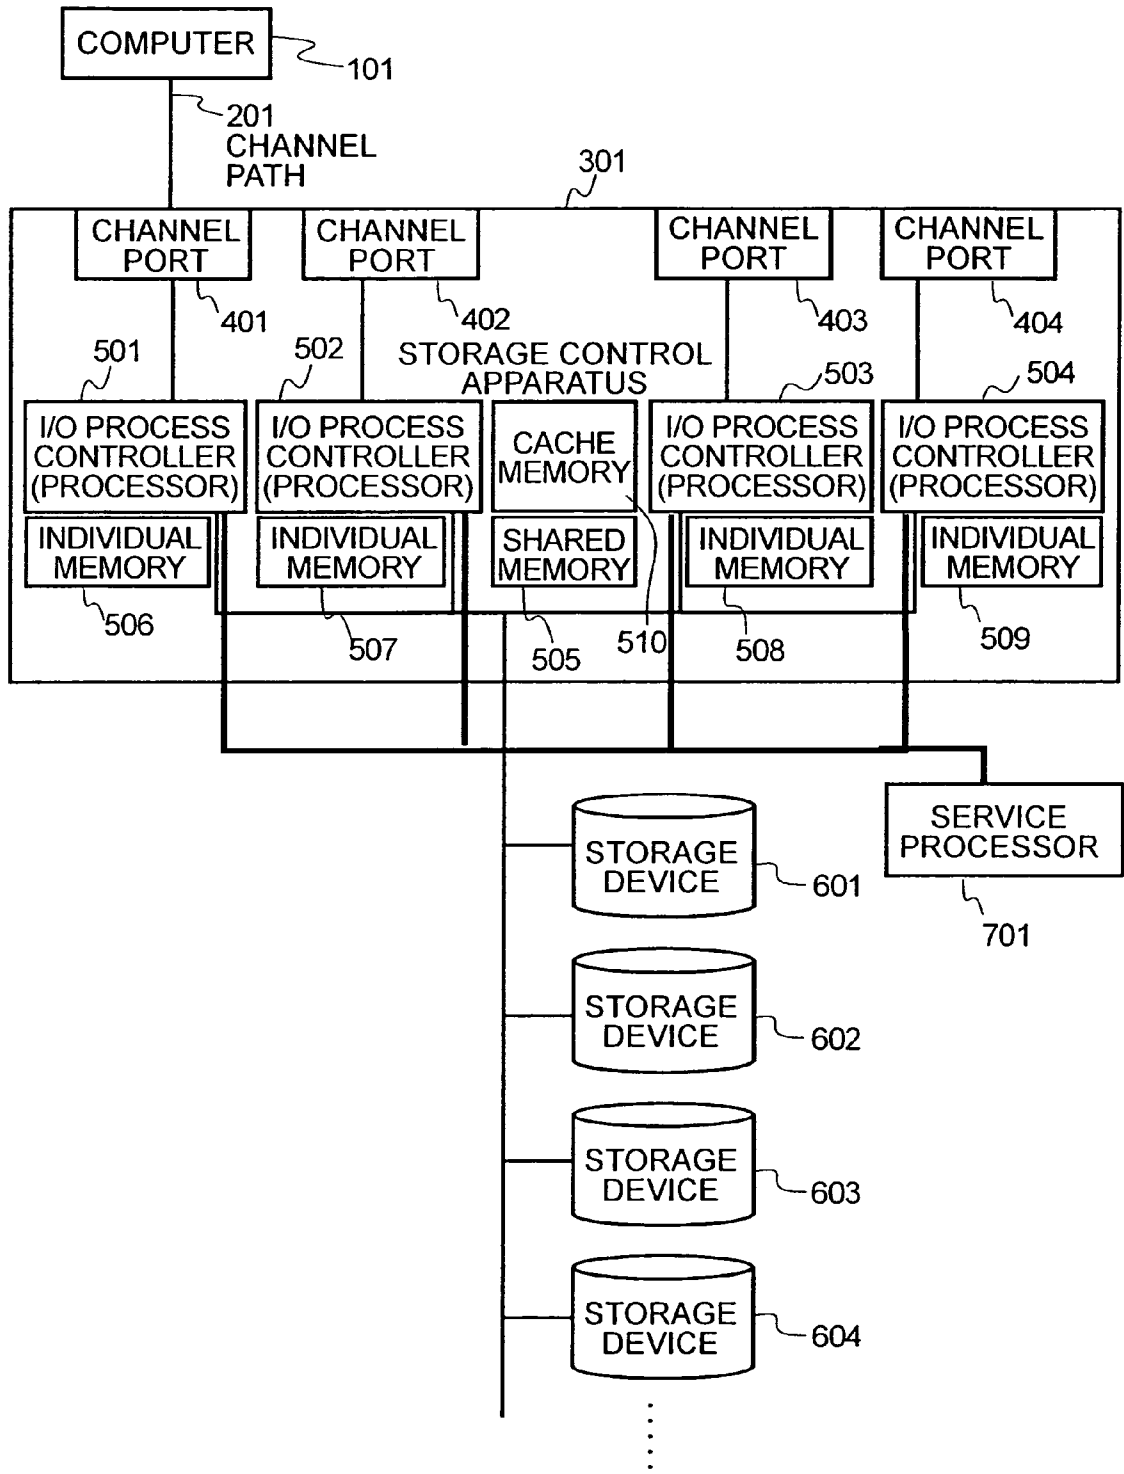 COMPUTER
101
201
CHANNEL
PATH
301
CHANNEL
PORT
CHANNEL
PORT
CHANNEL
PORT
CHANNEL
PORT
401
402
403
404
501
502
STORAGE CONTROL
APPARATUS
503
504
I/O PROCESS
CONTROLLER
(PROCESSOR)
I/O PROCESS
CONTROLLER
(PROCESSOR)
CACHE
MEMORY
I/O PROCESS
CONTROLLER
(PROCESSOR)
I/O PROCESS
CONTROLLER
(PROCESSOR)
INDIVIDUAL
MEMORY
INDIVIDUAL
MEMORY
SHARED
MEMORY
INDIVIDUAL
MEMORY
INDIVIDUAL
MEMORY
506
507
505
510
508
509
SERVICE
PROCESSOR
701
STORAGE
DEVICE
601
STORAGE
DEVICE
602
STORAGE
DEVICE
603
STORAGE
DEVICE
604